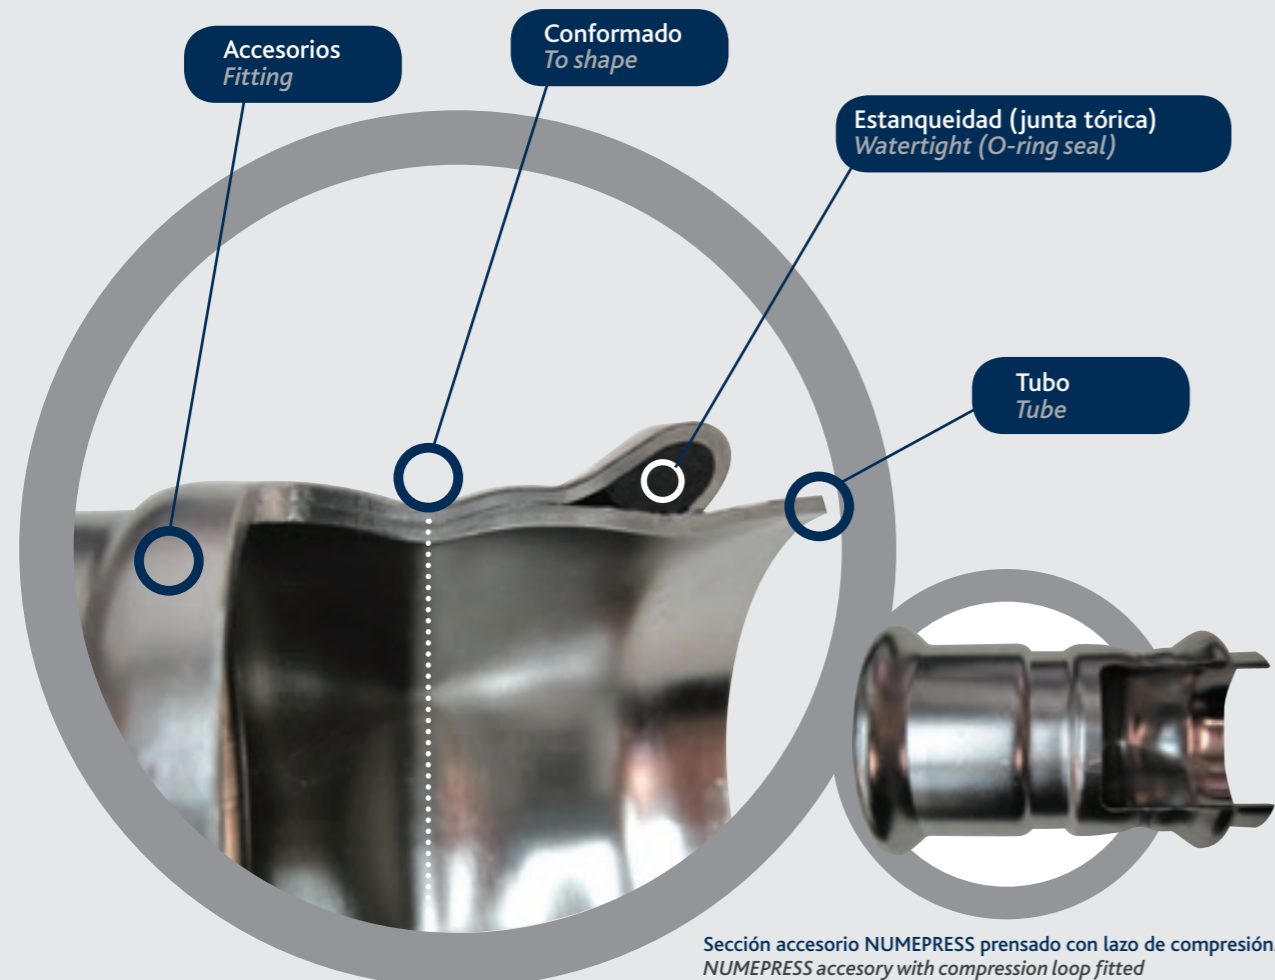 Accesorios
Fitting
Conformado
To shape
Estanqueidad (junta tórica)
Watertight (O-ring seal)
Tubo
Tube
Sección accesorio NUMEPRESS prensado con lazo de compresión.
NUMEPRESS accesory with compression loop fitted